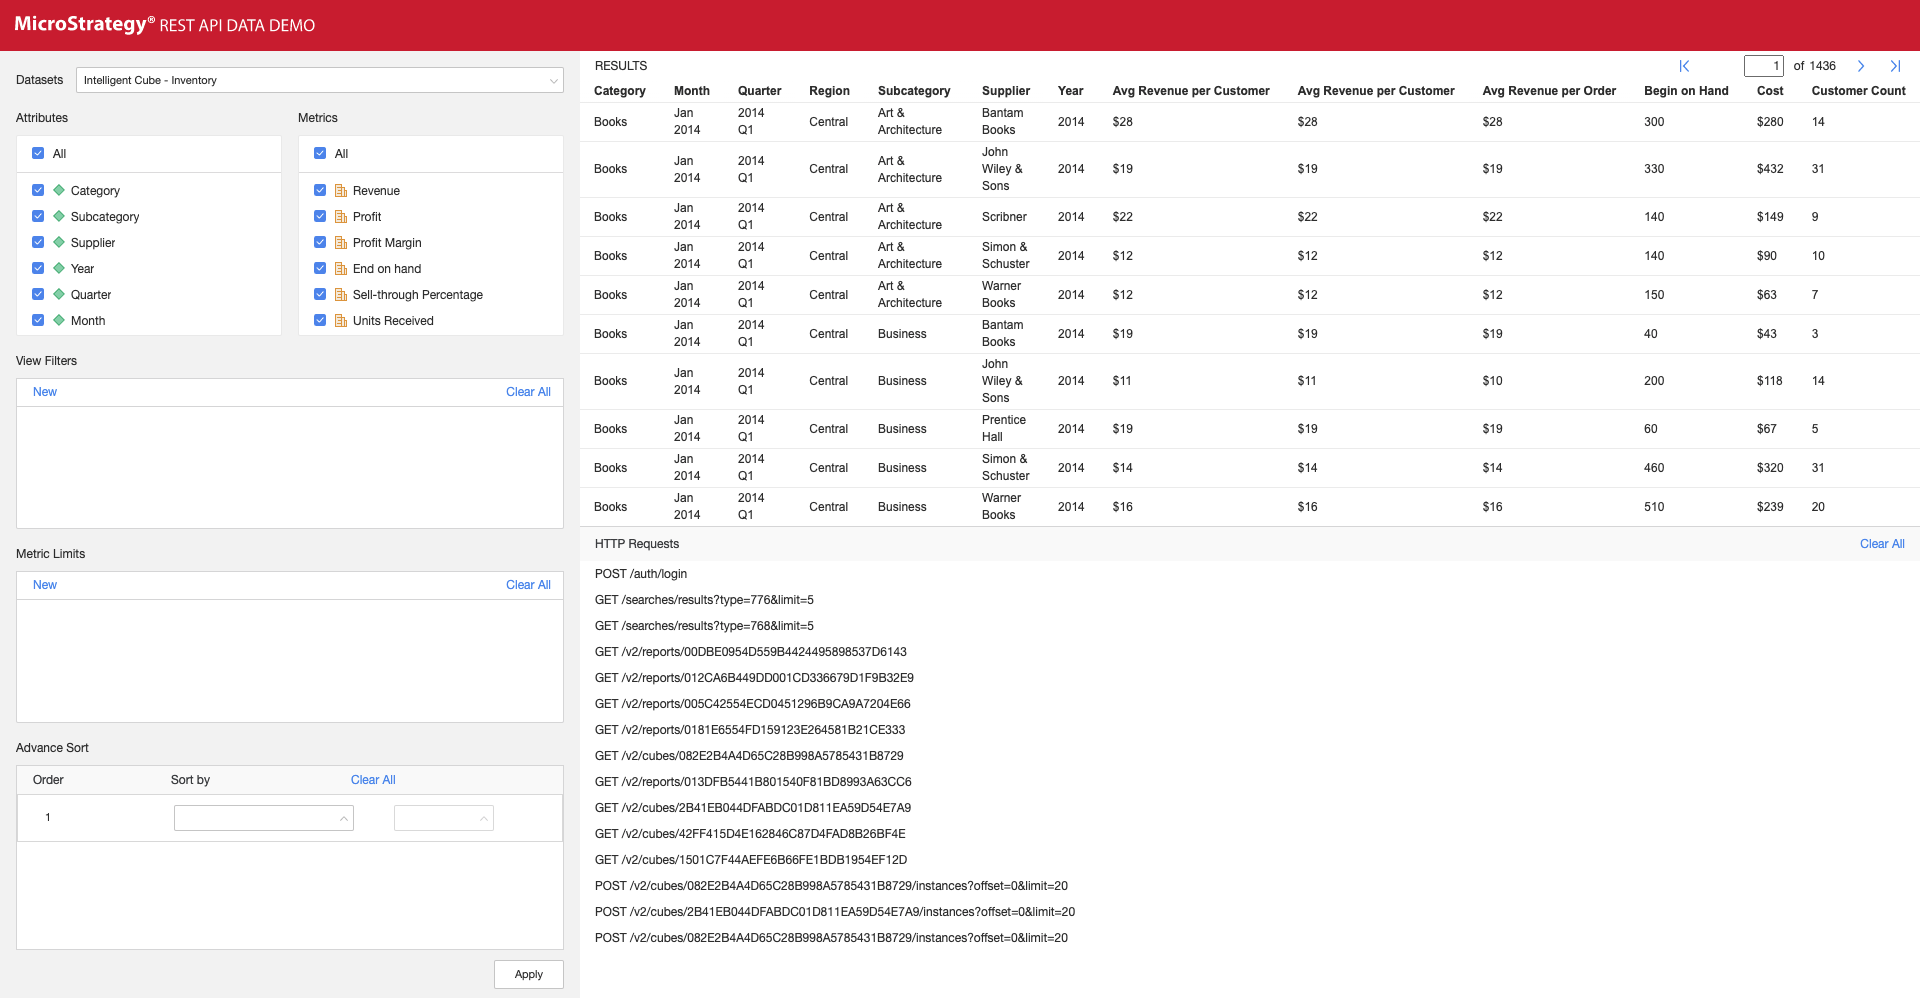 MicroStrategy® REST API DATA DEMO
Datasets
Intelligent Cube - Inventory
Attributes
All
Category
Subcategory
Supplier
Year
Quarter
Month
Metrics
All
Revenue
Profit
Profit Margin
End on hand
Sell-through Percentage
Units Received
View Filters
New Clear All
Metric Limits
New Clear All
Advance Sort
Order Sort by Clear All
1
Apply
RESULTS
1 of 1436
Category Month Quarter Region Subcategory Supplier Year Avg Revenue per Customer Avg Revenue per Customer Avg Revenue per Order Begin on Hand Cost Customer Count
Books Jan 2014 2014 Q1 Central Art & Architecture Bantam Books 2014 $28 $28 $28 300 $280 14
Books Jan 2014 2014 Q1 Central Art & Architecture John Wiley & Sons 2014 $19 $19 $19 330 $432 31
Books Jan 2014 2014 Q1 Central Art & Architecture Scribner 2014 $22 $22 $22 140 $149 9
Books Jan 2014 2014 Q1 Central Art & Architecture Simon & Schuster 2014 $12 $12 $12 140 $90 10
Books Jan 2014 2014 Q1 Central Art & Architecture Warner Books 2014 $12 $12 $12 150 $63 7
Books Jan 2014 2014 Q1 Central Business Bantam Books 2014 $19 $19 $19 40 $43 3
Books Jan 2014 2014 Q1 Central Business John Wiley & Sons 2014 $11 $11 $10 200 $118 14
Books Jan 2014 2014 Q1 Central Business Prentice Hall 2014 $19 $19 $19 60 $67 5
Books Jan 2014 2014 Q1 Central Business Simon & Schuster 2014 $14 $14 $14 460 $320 31
Books Jan 2014 2014 Q1 Central Business Warner Books 2014 $16 $16 $16 510 $239 20
HTTP Requests Clear All
POST /auth/login
GET /searches/results?type=776&limit=5
GET /searches/results?type=768&limit=5
GET /v2/reports/00DBE0954D559B4424495898537D6143
GET /v2/reports/012CA6B449DD001CD336679D1F9B32E9
GET /v2/reports/005C42554ECD0451296B9CA9A7204E66
GET /v2/reports/0181E6554FD159123E264581B21CE333
GET /v2/cubes/082E2B4A4D65C28B998A5785431B8729
GET /v2/reports/013DFB5441B801540F81BD8993A63CC6
GET /v2/cubes/2B41EB044DFABDC01D811EA59D54E7A9
GET /v2/cubes/42FF415D4E162846C87D4FAD8B26BF4E
GET /v2/cubes/1501C7F44AEFE6B66FE1BDB1954EF12D
POST /v2/cubes/082E2B4A4D65C28B998A5785431B8729/instances?offset=0&limit=20
POST /v2/cubes/2B41EB044DFABDC01D811EA59D54E7A9/instances?offset=0&limit=20
POST /v2/cubes/082E2B4A4D65C28B998A5785431B8729/instances?offset=0&limit=20